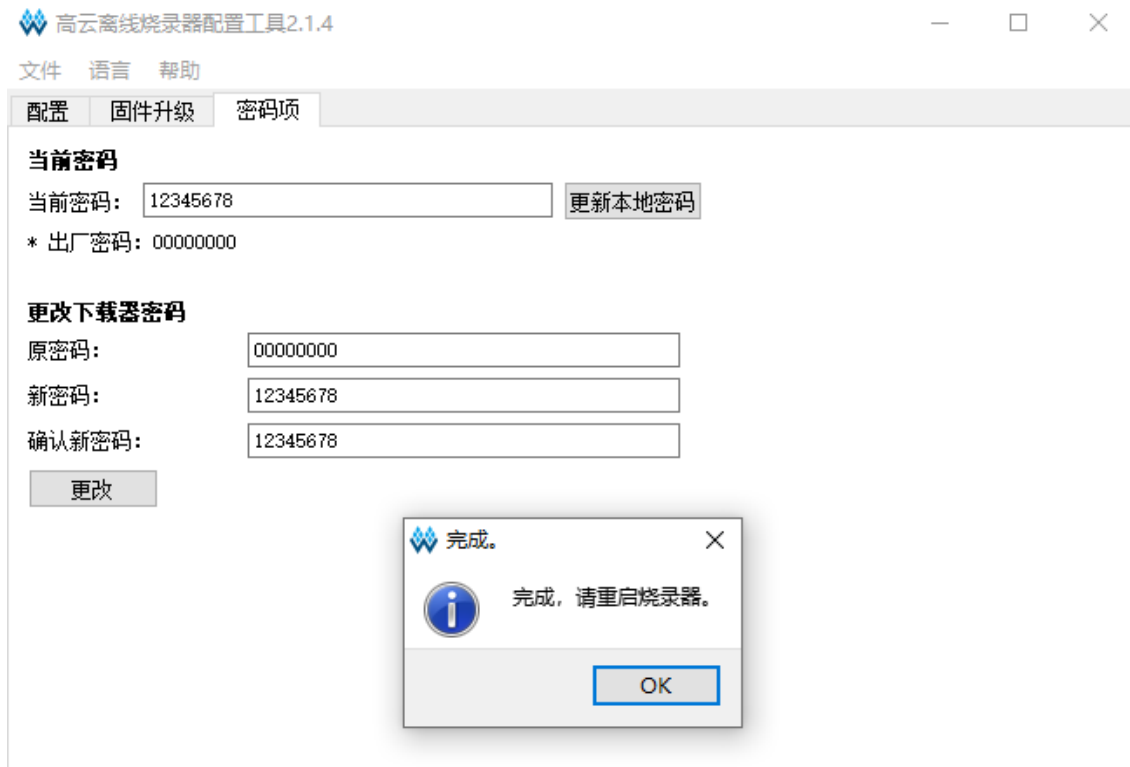 高云离线烧录器配置工具2.1.4
文件 语言 帮助
配置 固件升级 密码项
当前密码
当前密码: 12345678 更新本地密码
* 出厂密码: 00000000
更改下载器密码
原密码: 00000000
新密码: 12345678
确认新密码: 12345678
更改
完成。
完成，请重启烧录器。
OK